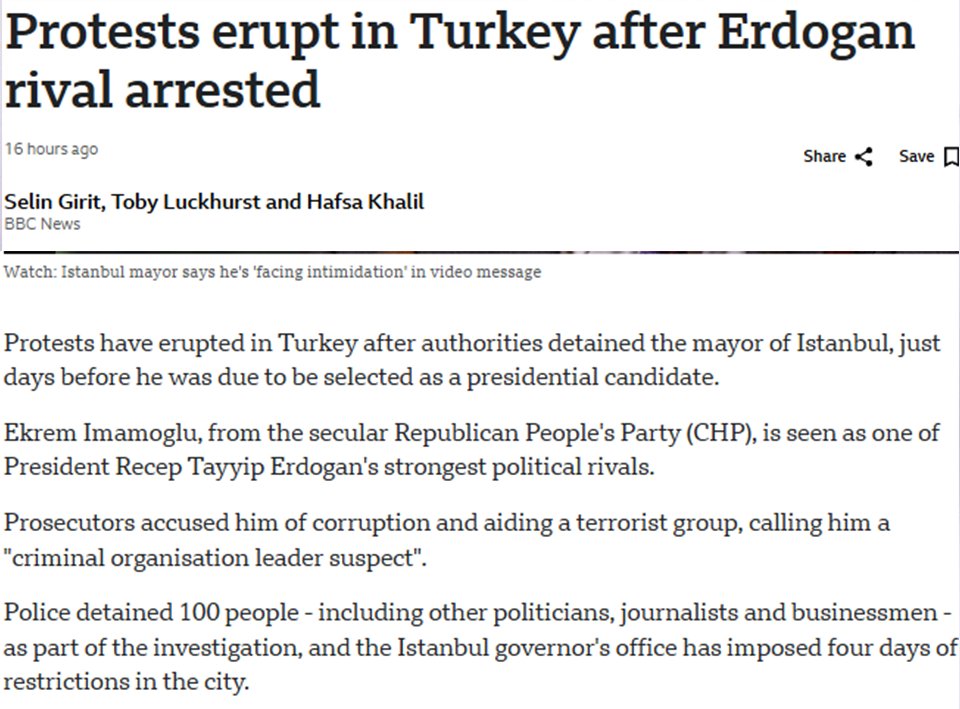 Protests erupt in Turkey after Erdogan
rival arrested
16 hours ago
Share
Save
Selin Girit, Toby Luckhurst and Hafsa Khalil
BBC News
Watch: Istanbul mayor says he's 'facing intimidation' in video message
Protests have erupted in Turkey after authorities detained the mayor of Istanbul, just
days before he was due to be selected as a presidential candidate.
Ekrem Imamoglu, from the secular Republican People's Party (CHP), is seen as one of
President Recep Tayyip Erdogan's strongest political rivals.
Prosecutors accused him of corruption and aiding a terrorist group, calling him a
"criminal organisation leader suspect".
Police detained 100 people - including other politicians, journalists and businessmen -
as part of the investigation, and the Istanbul governor's office has imposed four days of
restrictions in the city.